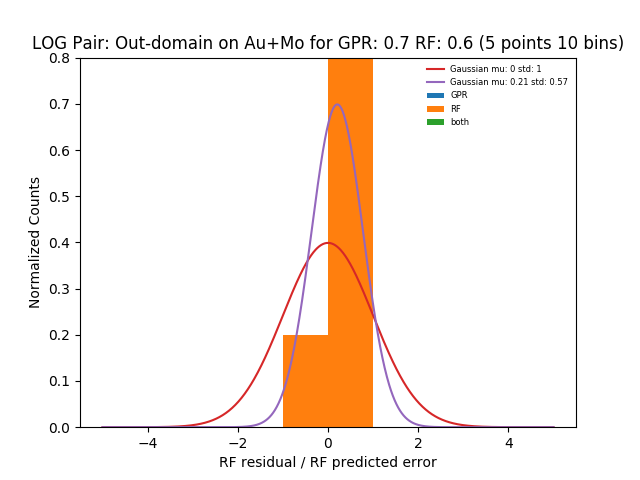 LOG Pair: Out-domain on Au+Mo for GPR: 0.7 RF: 0.6 (5 points 10 bins)
Gaussian mu: 0 std: 1
Gaussian mu: 0.21 std: 0.57
GPR
RF
both
Normalized Counts
0.8
0.7
0.6
0.5
0.4
0.3
0.2
0.1
0.0
−4
−2
0
2
4
RF residual / RF predicted error